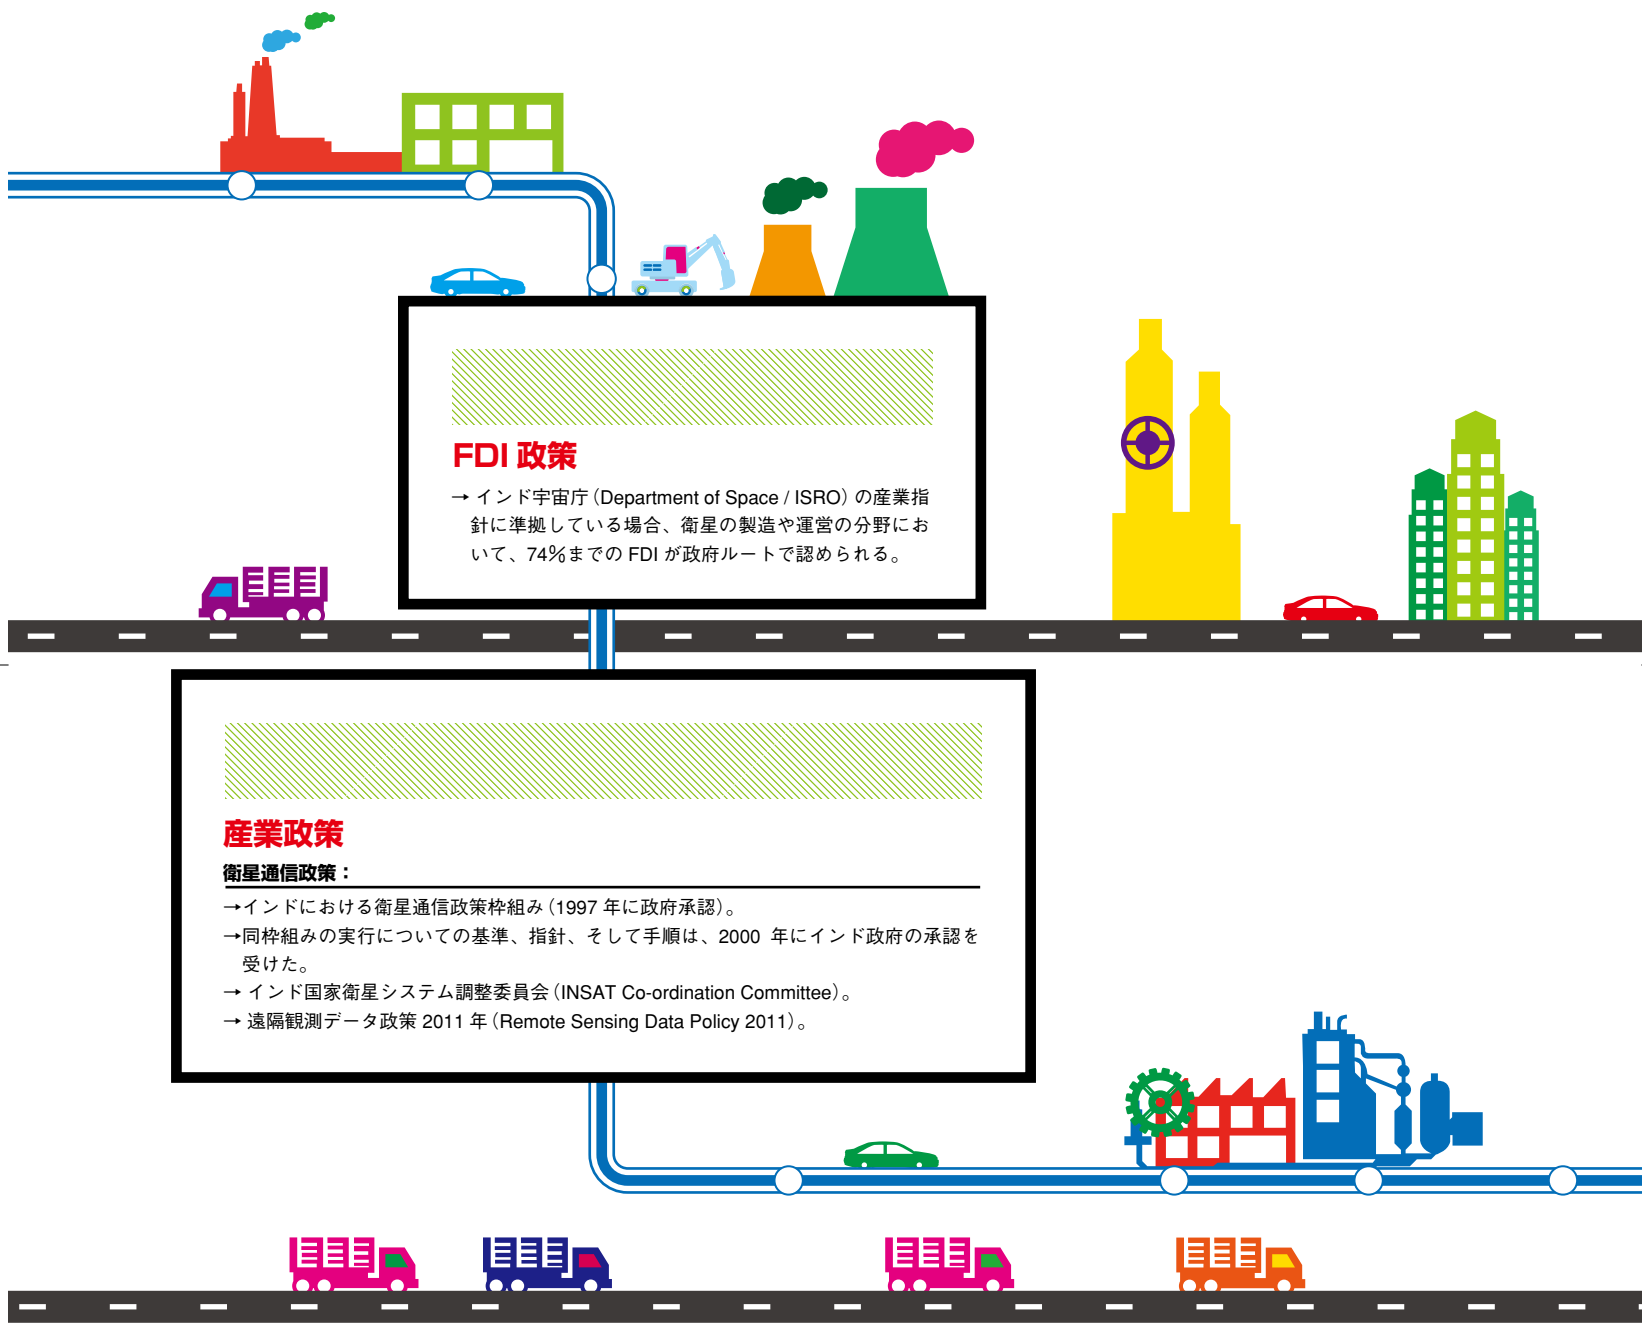 FDI 政策
→ インド宇宙庁（Department of Space / ISRO）の産業指
針に準拠している場合、衛星の製造や運営の分野にお
いて、74％までの FDI が政府ルートで認められる。
産業政策
衛星通信政策：
→インドにおける衛星通信政策枠組み（1997 年に政府承認）。
→同枠組みの実行についての基準、指針、そして手順は、2000 年にインド政府の承認を
受けた。
→ インド国家衛星システム調整委員会（INSAT Co-ordination Committee）。
→ 遠隔観測データ政策 2011 年（Remote Sensing Data Policy 2011）。